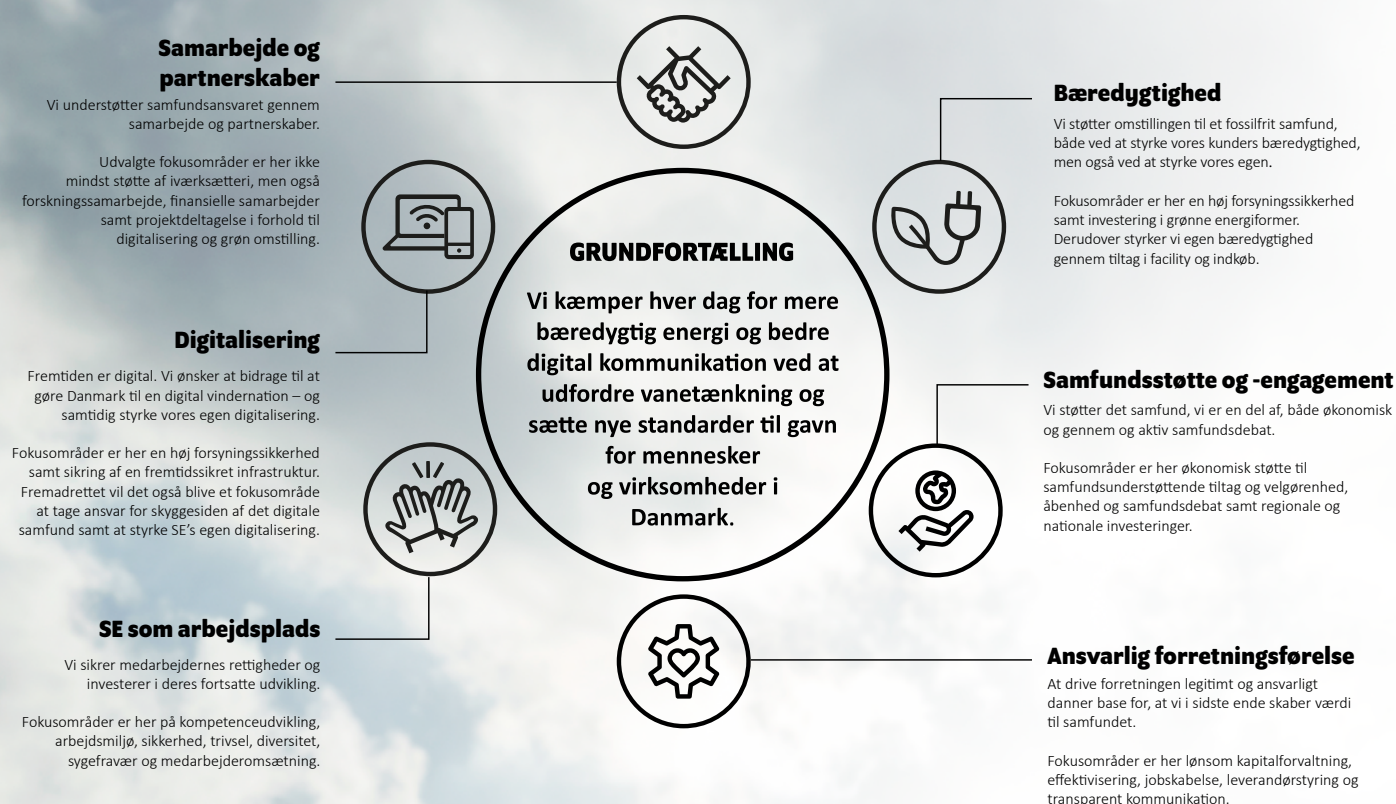 Samarbejde og
partnerskaber
Vi understøtter samfundsansvaret gennem
samarbejde og partnerskaber.
Udvalgte fokusområder er her ikke
mindst støtte af iværksætteri, men også
forskningssamarbejde, finansielle samarbejder
samt projektdeltagelse i forhold til
digitalisering og grøn omstilling.
Digitalisering
Fremtiden er digital. Vi ønsker at bidrage til at
gøre Danmark til en digital vindernation – og
samtidig styrke vores egen digitalisering.
Fokusområder er her en høj forsyningssikkerhed
samt sikring af en fremtidssikret infrastruktur.
Fremadrettet vil det også blive et fokusområde
at tage ansvar for skyggesiden af det digitale
samfund samt at styrke SE's egen digitalisering.
SE som arbejdsplads
Vi sikrer medarbejdernes rettigheder og
investerer i deres fortsatte udvikling.
Fokusområder er her på kompetenceudvikling,
arbejdsmiljø, sikkerhed, trivsel, diversitet,
sygefravær og medarbejderomsætning.
GRUNDFORTÆLLING
Vi kæmper hver dag for mere
bæredygtig energi og bedre
digital kommunikation ved at
udfordre vanetænkning og
sætte nye standarder til gavn
for mennesker
og virksomheder i
Danmark.
Bæredygtighed
Vi støtter omstillingen til et fossilfrit samfund,
både ved at styrke vores kunders bæredygtighed,
men også ved at styrke vores egen.
Fokusområder er her en høj forsyningssikkerhed
samt investering i grønne energiformer.
Derudover styrker vi egen bæredygtighed
gennem tiltag i facility og indkøb.
Samfundsstøtte og -engagement
Vi støtter det samfund, vi er en del af, både økonomisk
og gennem og aktiv samfundsdebat.
Fokusområder er her økonomisk støtte til
samfundsunderstøttende tiltag og velgørenhed,
åbenhed og samfundsdebat samt regionale og
nationale investeringer.
Ansvarlig forretningsførelse
At drive forretningen legitimt og ansvarligt
danner base for, at vi i sidste ende skaber værdi
til samfundet.
Fokusområder er her lønsom kapitalforvaltning,
effektivisering, jobskabelse, leverandørstyring og
transparent kommunikation.